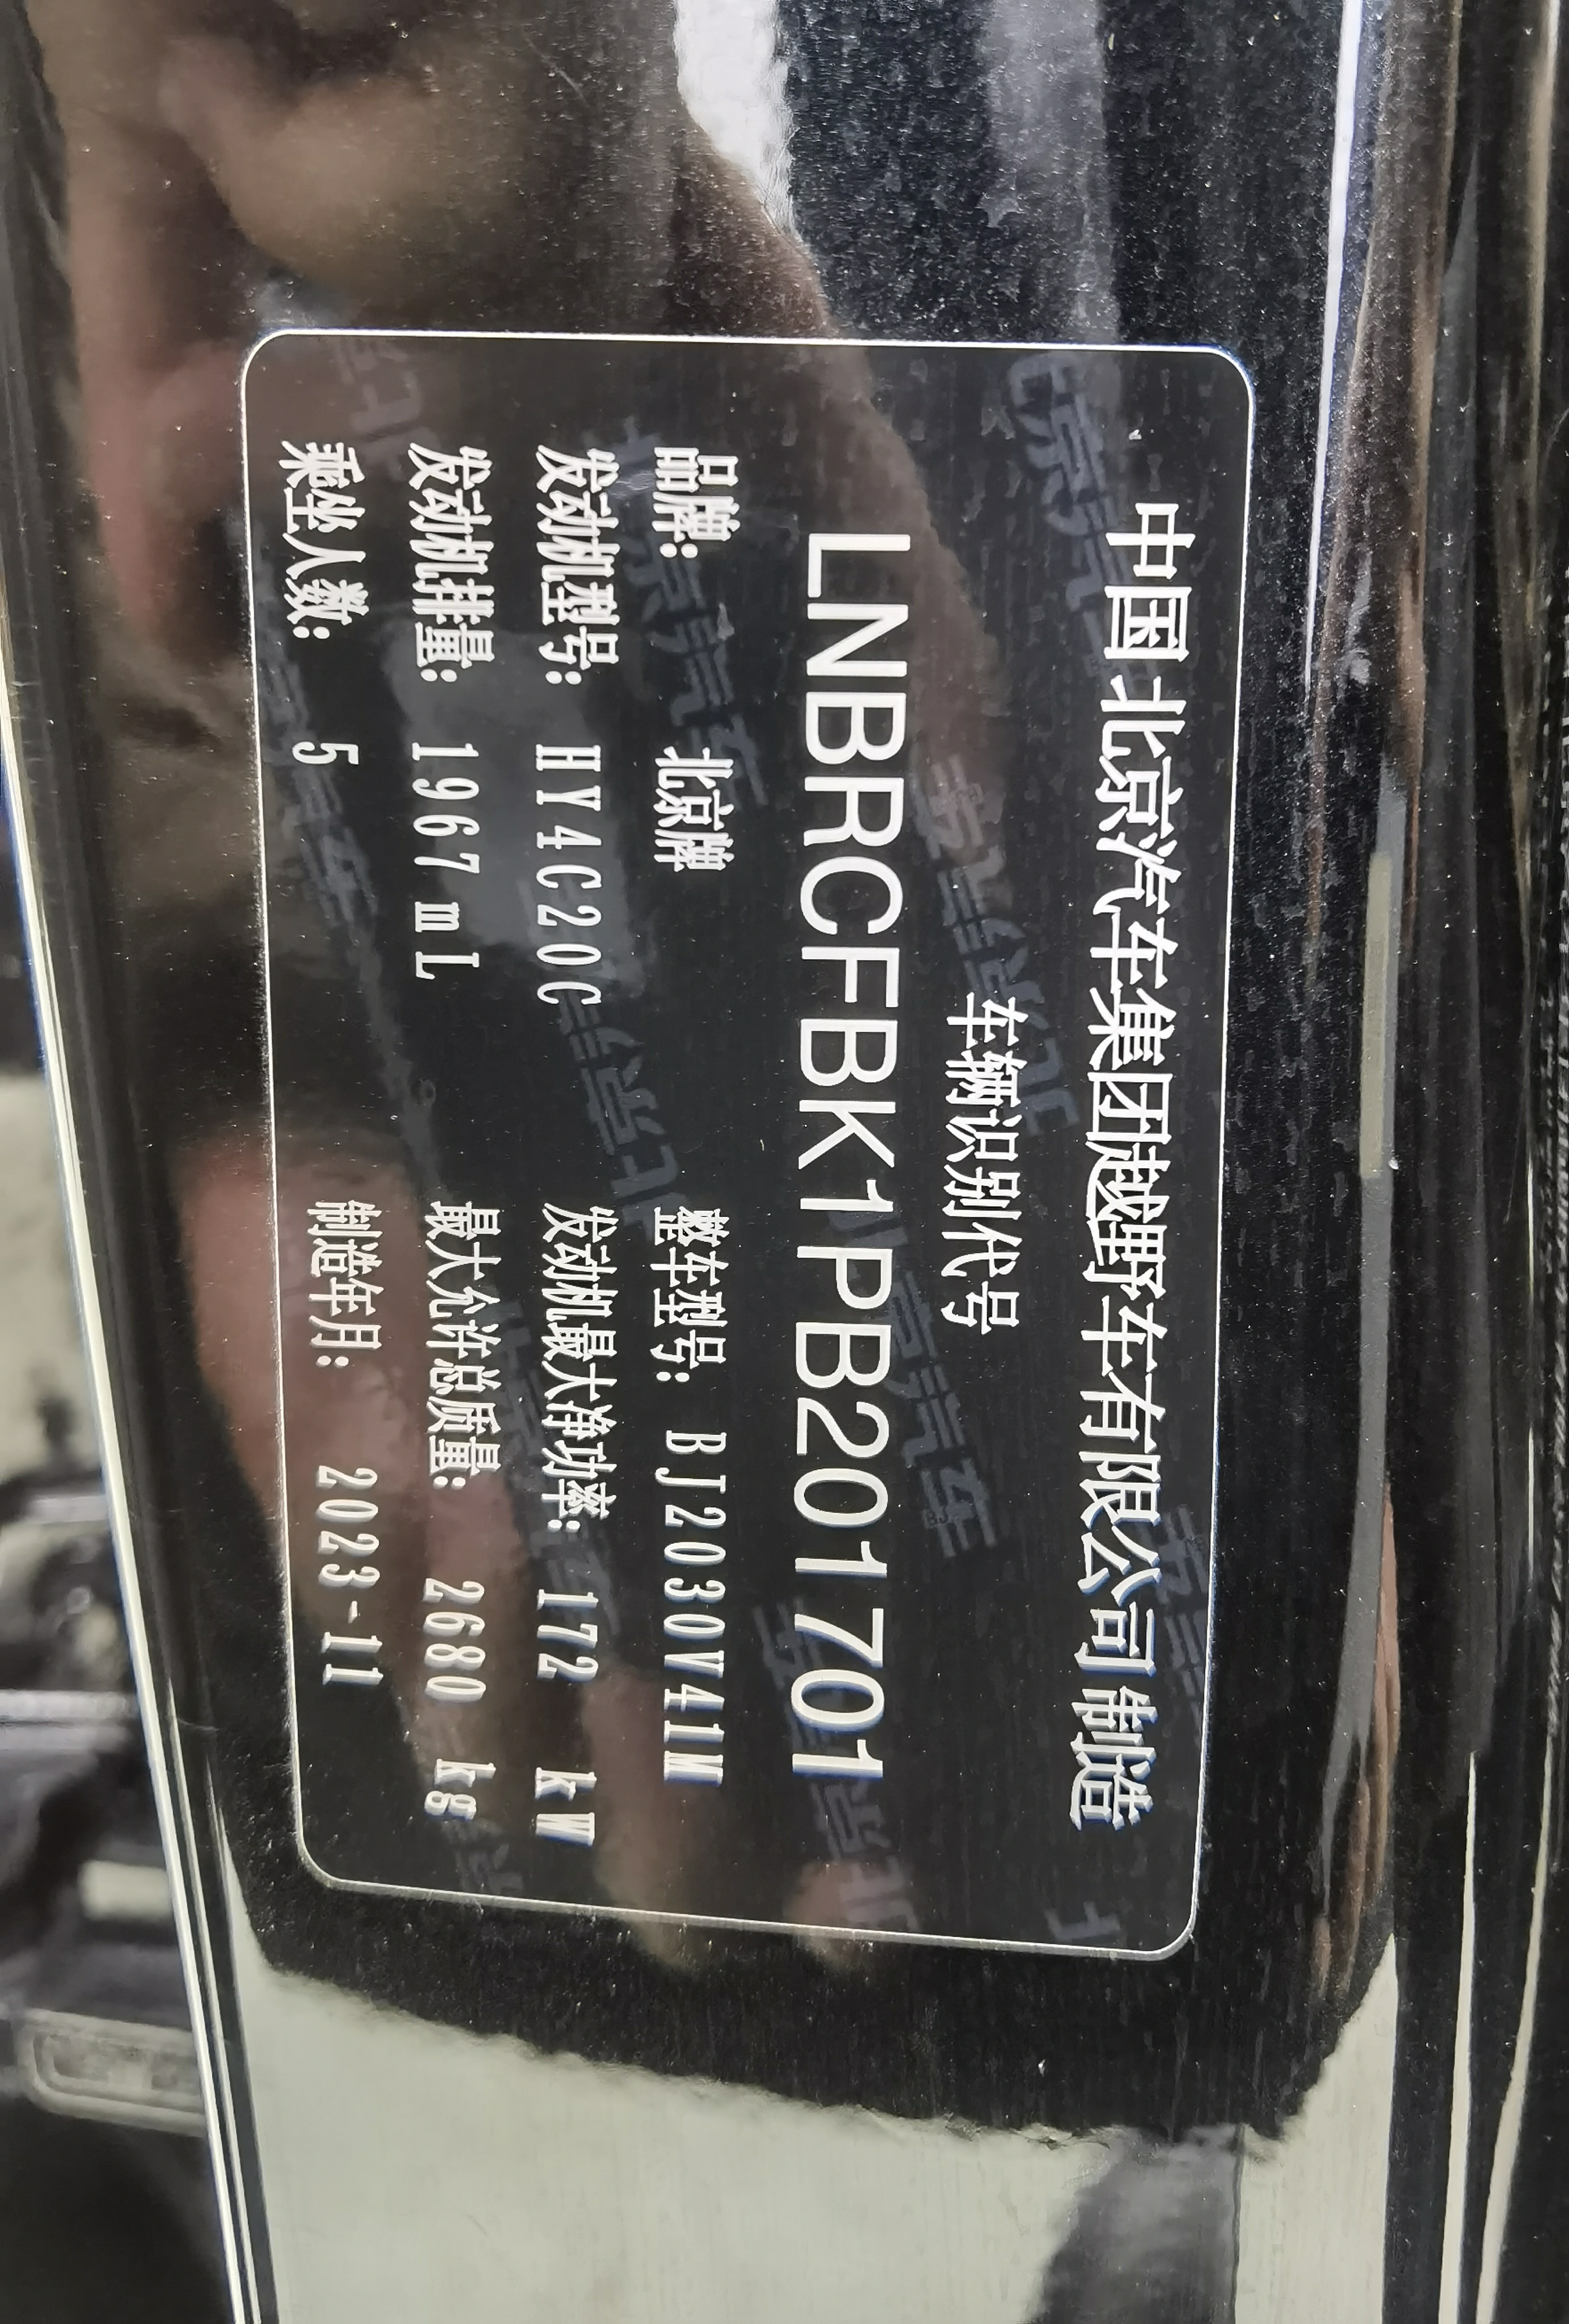 中国 北京汽车集团越野车有限公司 制造
车辆识别代号
LNBRCFBK1PB201701
品牌: 北京牌 整车型号: BJ2030V41M
发动机型号: HY4C20C 发动机最大净功率: 172 kW
发动机排量: 1967 mL 最大允许总质量: 2680 kg
乘坐人数: 5 制造年月: 2023-11